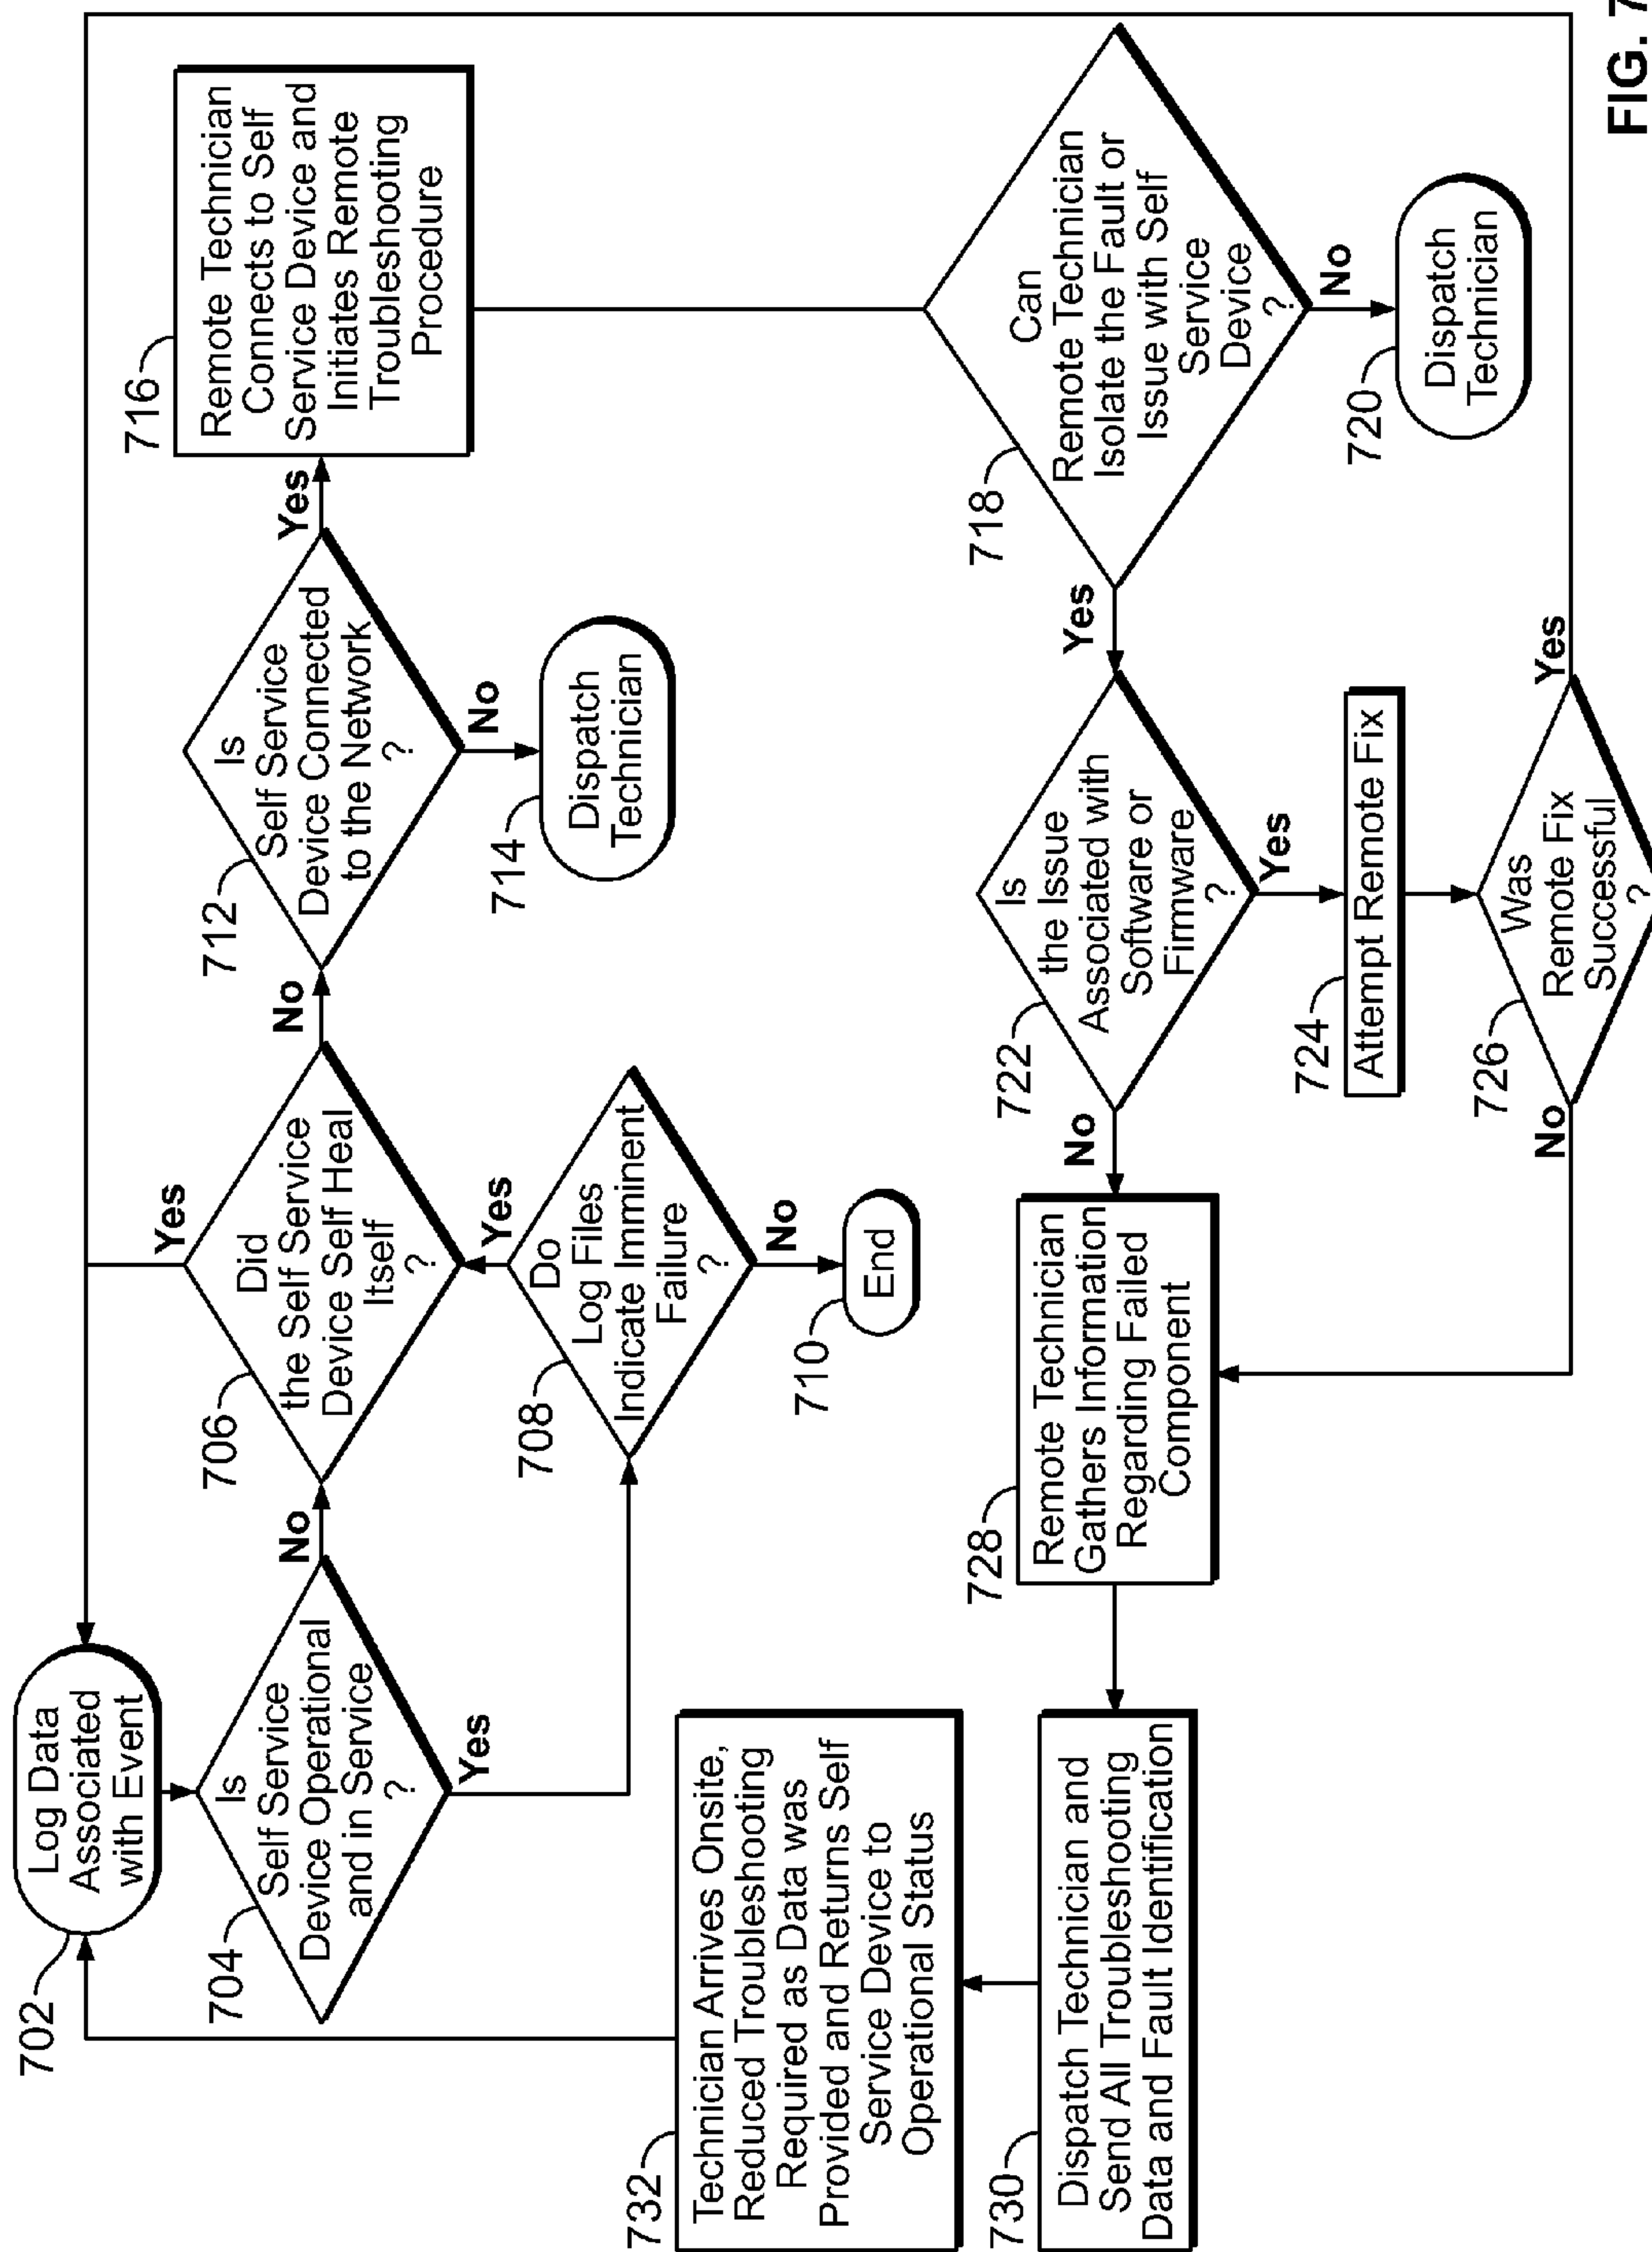 702
Log Data
Associated
with Event
704
Is
Self Service
Device Operational
and in Service
?
No
Yes
706
Did
the Self Service
Device Self Heal
Itself
?
Yes
No
708
Do
Log Files
Indicate Imminent
Failure
?
Yes
No
710
End
712
Is
Self Service
Device Connected
to the Network
?
Yes
No
714
Dispatch
Technician
716
Remote Technician
Connects to Self
Service Device and
Initiates Remote
Troubleshooting
Procedure
718
Can
Remote Technician
Isolate the Fault or
Issue with Self
Service
Device
?
Yes
No
720
Dispatch
Technician
722
Is
the Issue
Associated with
Software or
Firmware
?
No
Yes
724
Attempt Remote Fix
726
Was
Remote Fix
Successful
?
No
Yes
728
Remote Technician
Gathers Information
Regarding Failed
Component
730
Dispatch Technician and
Send All Troubleshooting
Data and Fault Identification
732
Technician Arrives Onsite,
Reduced Troubleshooting
Required as Data was
Provided and Returns Self
Service Device to
Operational Status
FIG. 7